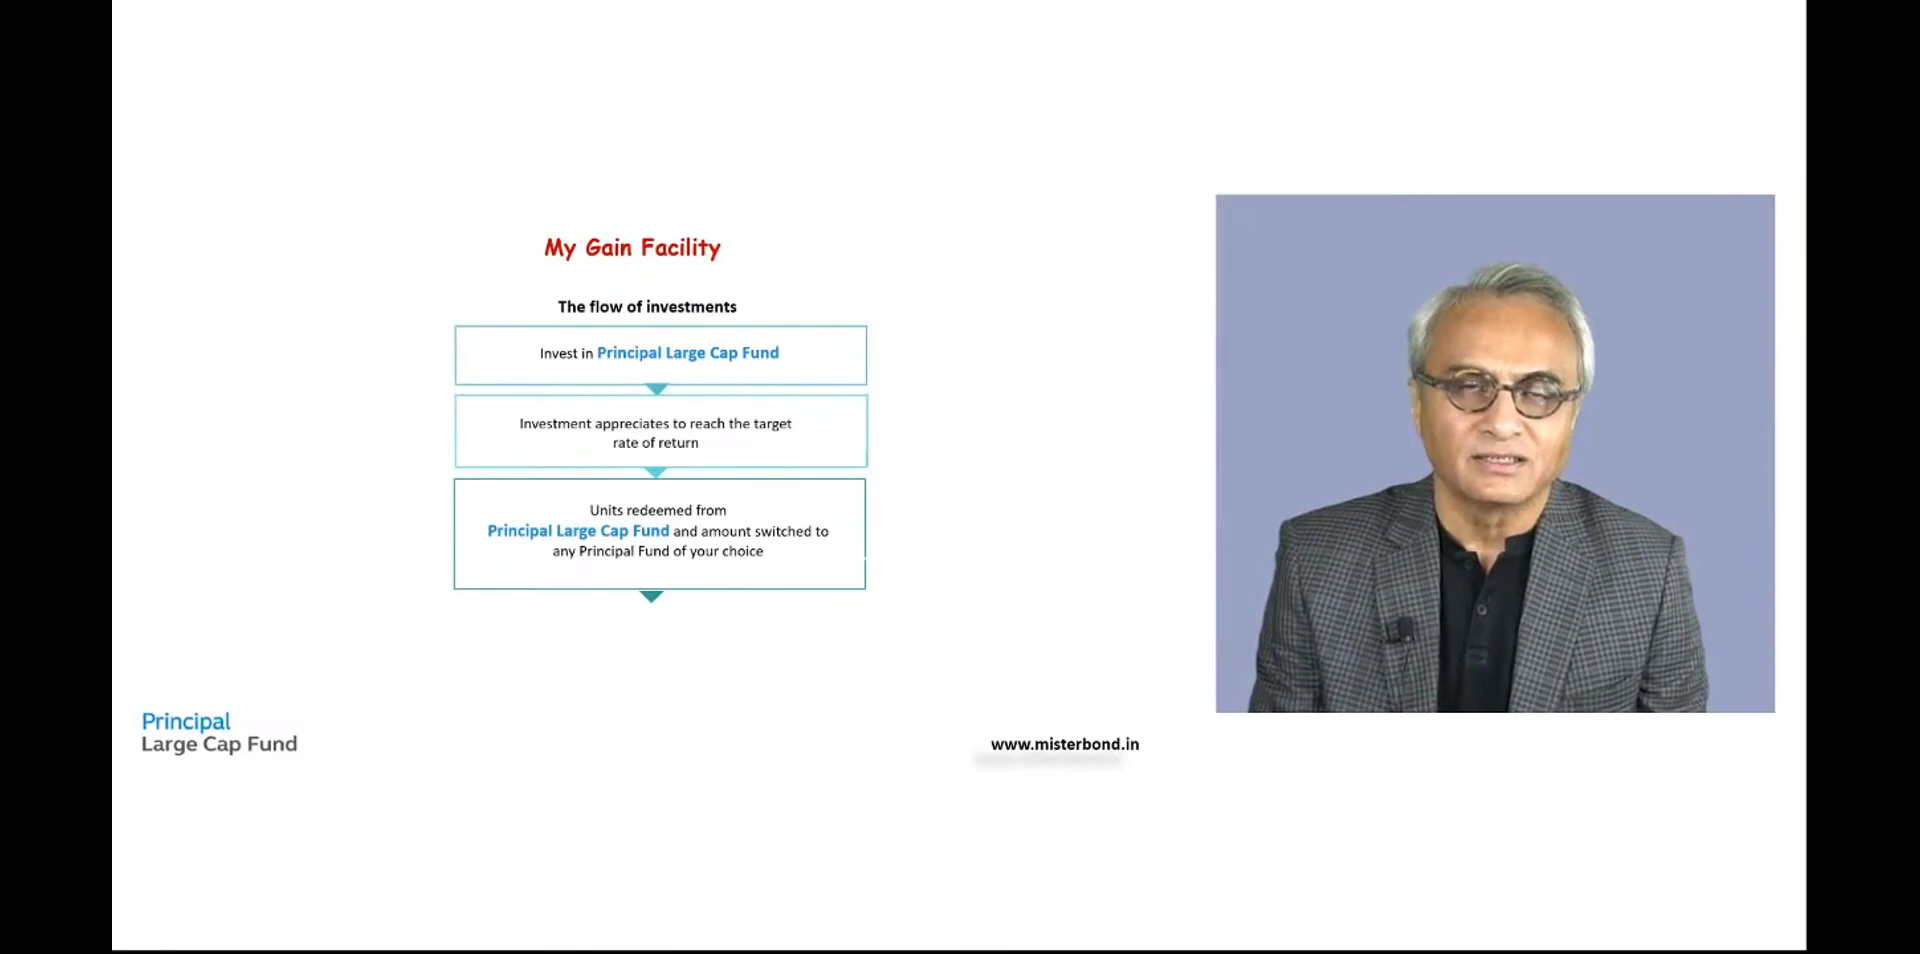 My Gain Facility
The flow of investments
Invest in Principal Large Cap Fund
Investment appreciates to reach the target
rate of return
Units redeemed from
Principal Large Cap Fund and amount switched to
any Principal Fund of your choice
Principal
Large Cap Fund
www.misterbond.in